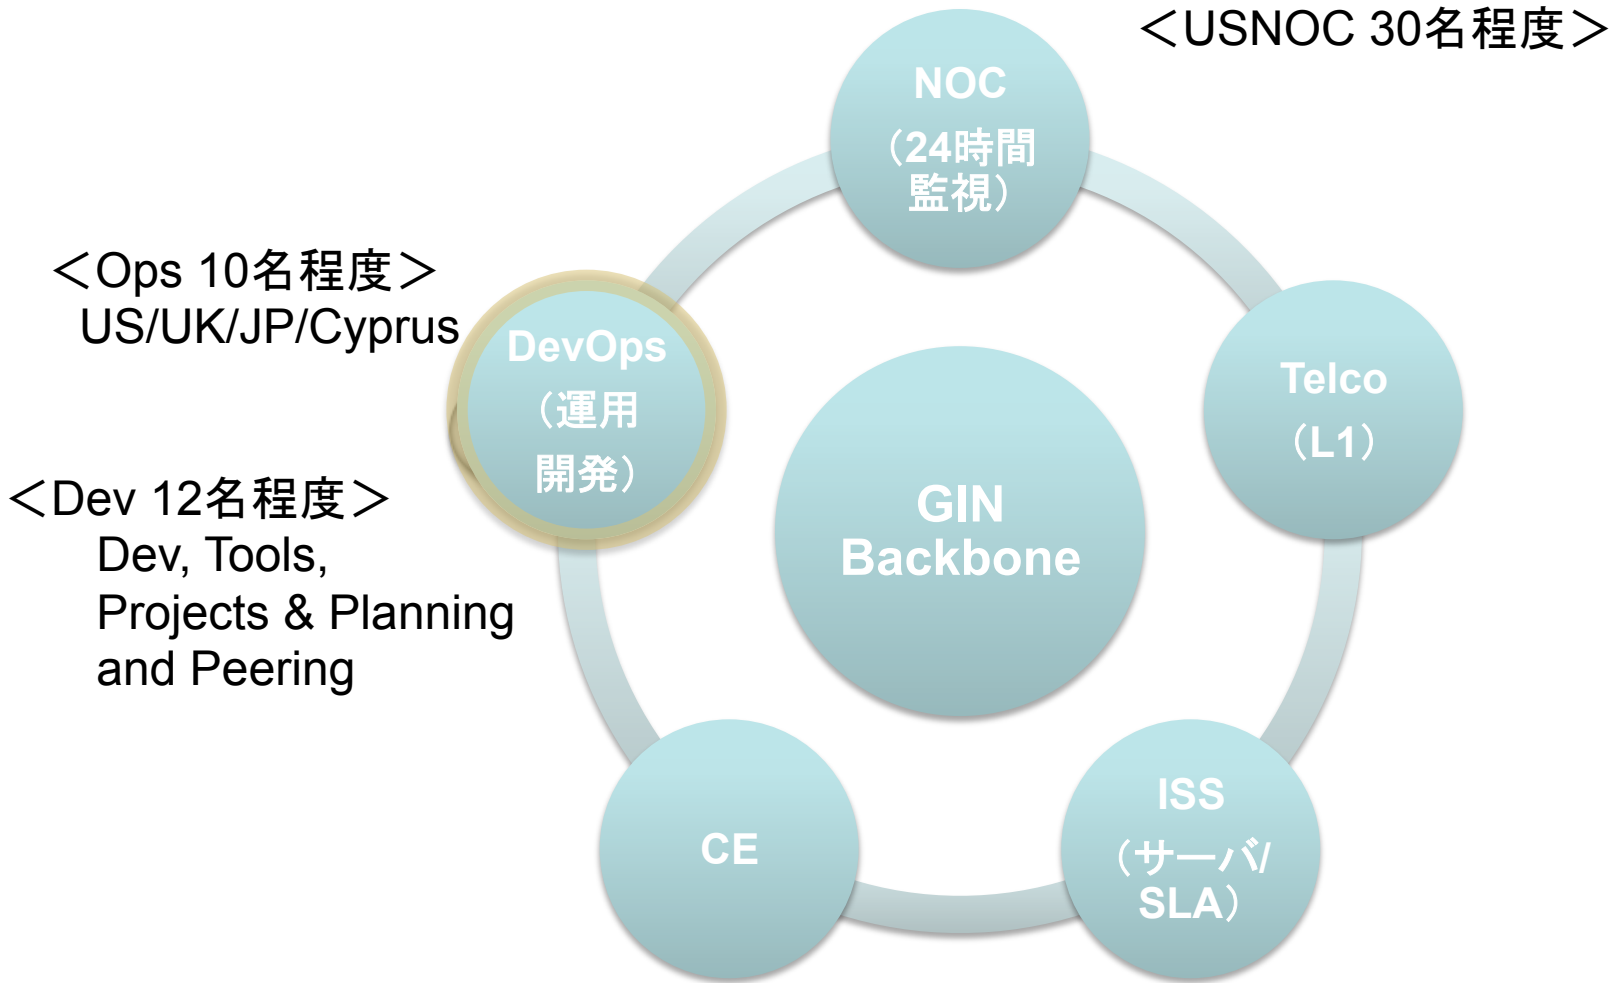 ＜USNOC 30名程度＞
NOC
（24時間
監視）
＜Ops 10名程度＞
US/UK/JP/Cyprus
DevOps
（運用
開発）
Telco
（L1）
＜Dev 12名程度＞
Dev, Tools,
Projects & Planning
and Peering
GIN
Backbone
CE
ISS
（サーバ/
SLA）